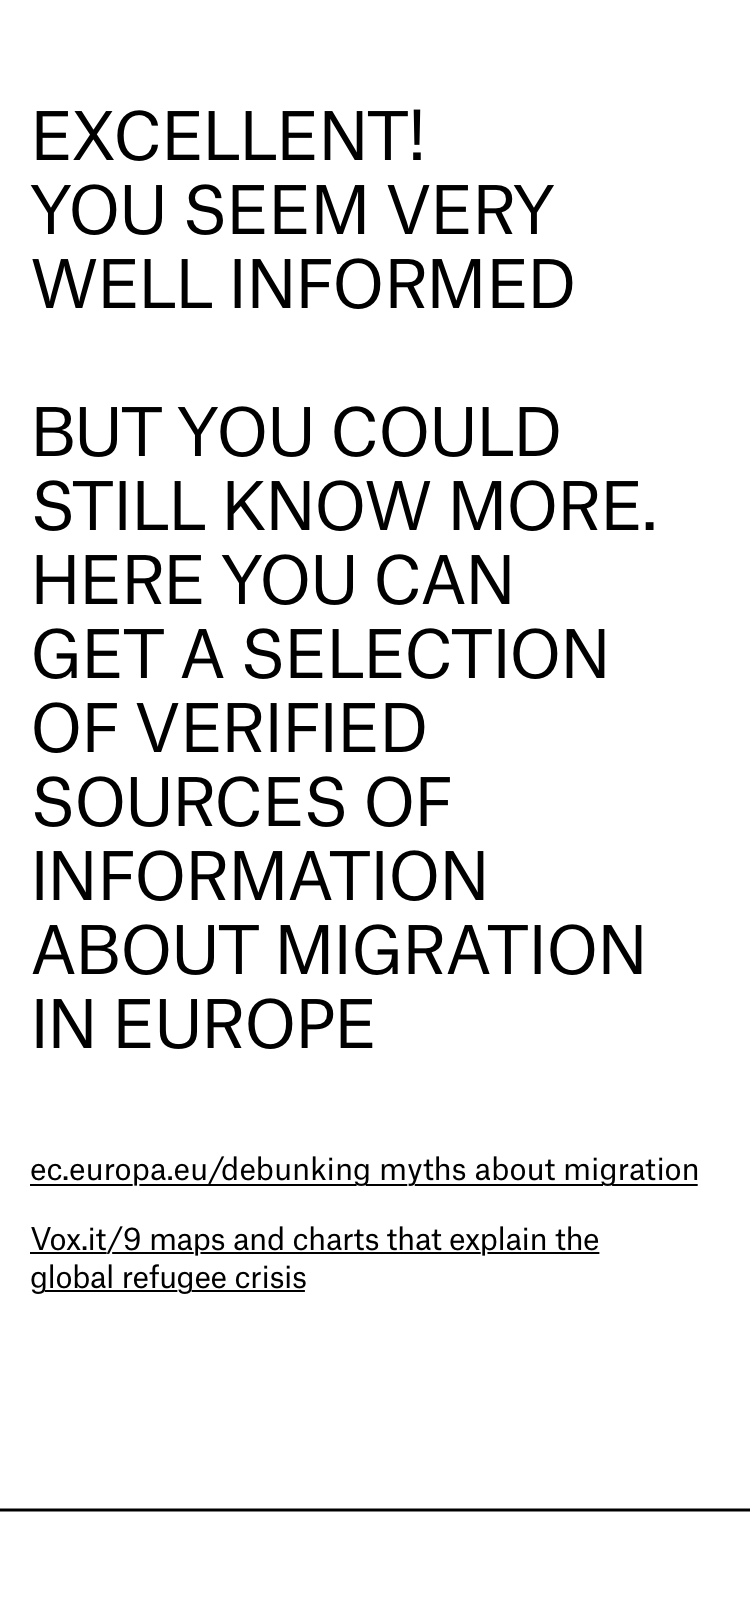 EXCELLENT!
YOU SEEM VERY
WELL INFORMED
BUT YOU COULD
STILL KNOW MORE.
HERE YOU CAN
GET A SELECTION
OF VERIFIED
SOURCES OF
INFORMATION
ABOUT MIGRATION
IN EUROPE
ec.europa.eu/debunking myths about migration
Vox.it/9 maps and charts that explain the
global refugee crisis